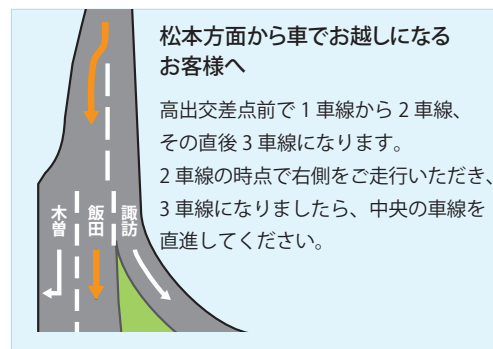 松本方面から車でお越しになる
お客様へ
高出交差点前で 1 車線から 2 車線、
その直後 3 車線になります。
2 車線の時点で右側をご走行いただき、
3 車線になりましたら、中央の車線を
直進してください。
木曽
飯田
諏訪